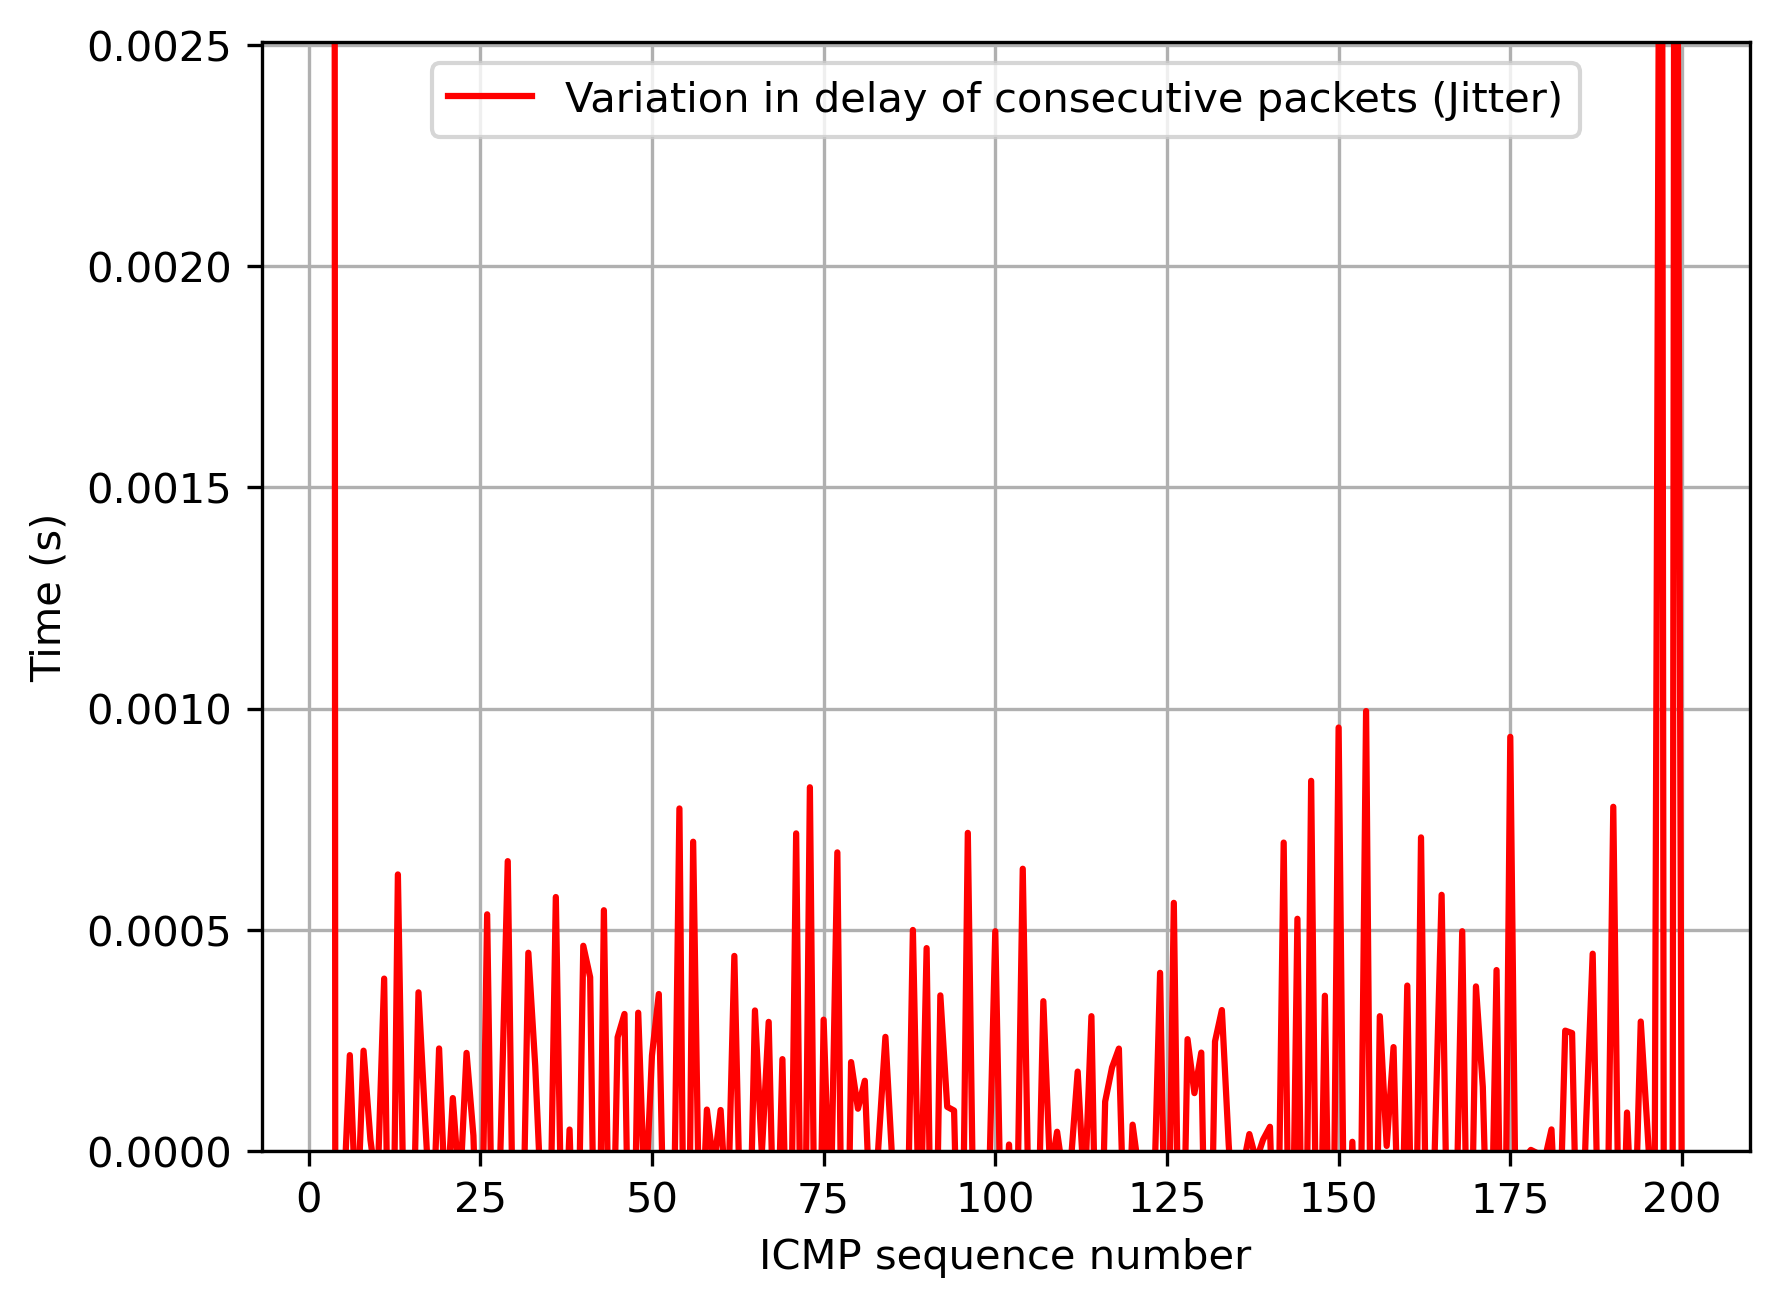 Variation in delay of consecutive packets (Jitter)
0.0025
0.0020
0.0015
0.0010
0.0005
0.0000
Time (s)
0 25 50 75 100 125 150 175 200
ICMP sequence number